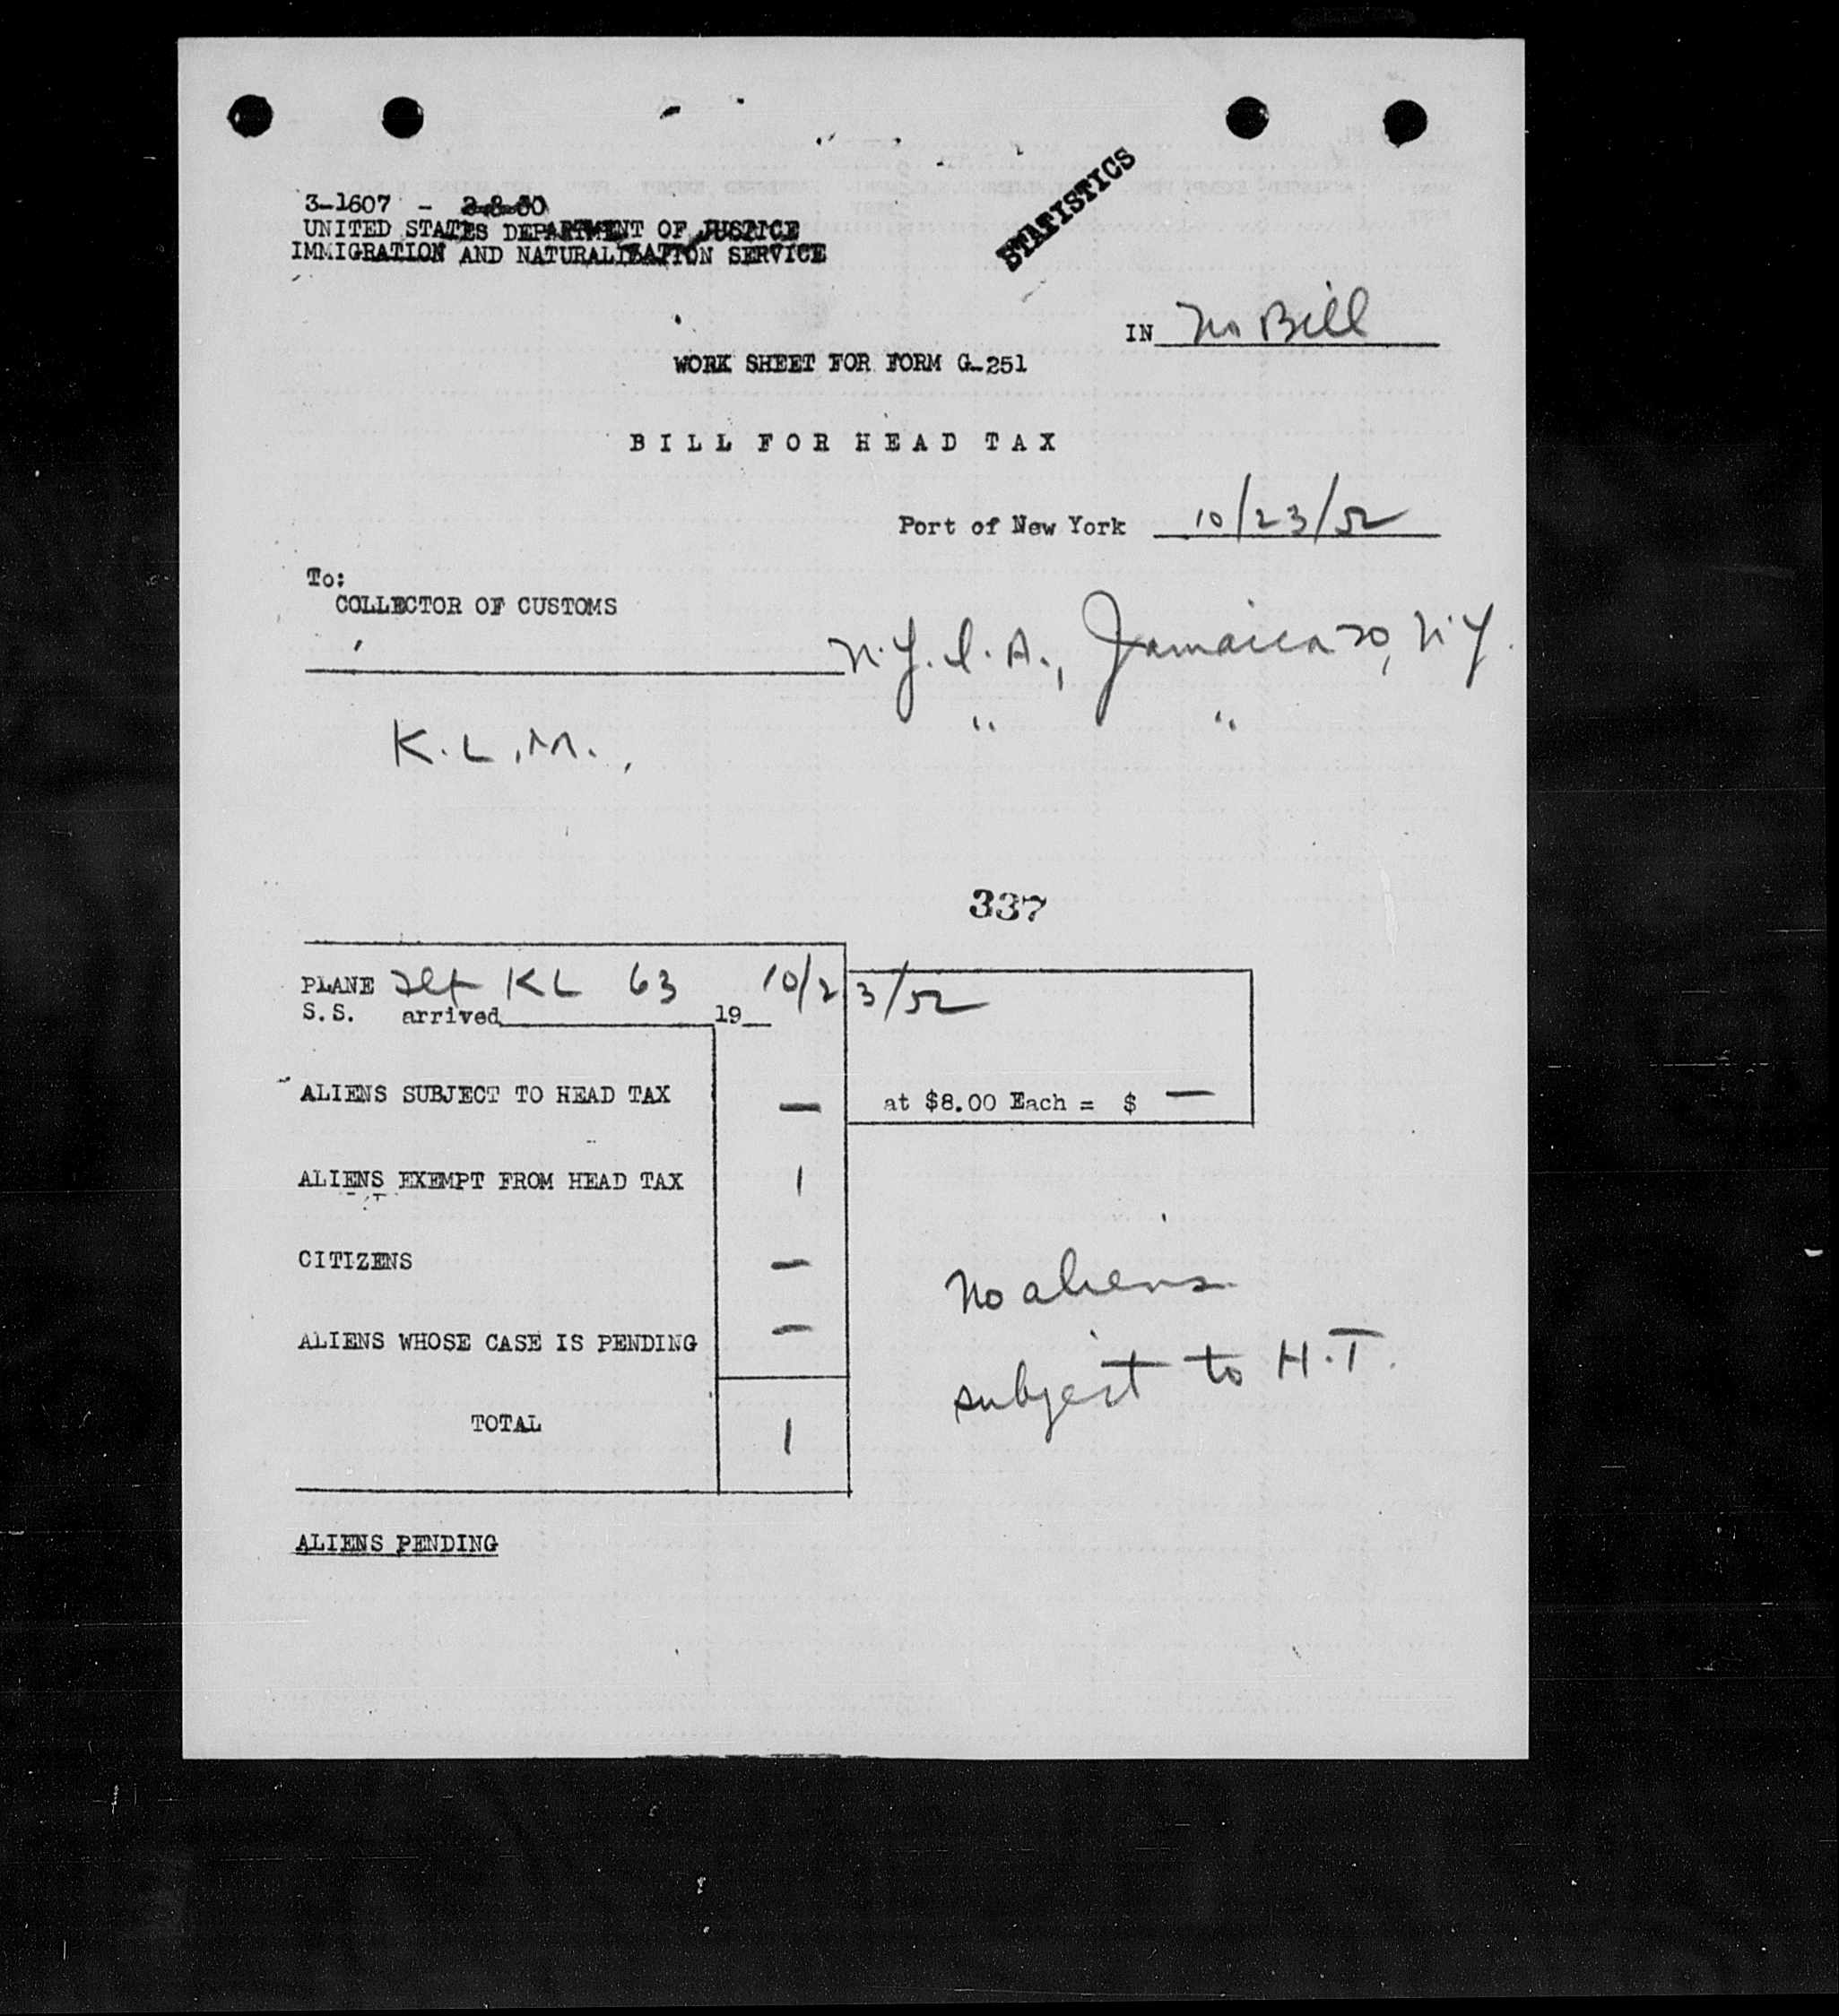 3-1607 - 2-8-50
UNITED STATES DEPARTMENT OF JUSTICE
IMMIGRATION AND NATURALIZATION SERVICE
STATISTICS
IN No Bill
WORK SHEET FOR FORM G-251
BILL FOR HEAD TAX
Port of New York 10/23/52
To:
COLLECTOR OF CUSTOMS
N.Y.I.A., Jamaica 30, N.Y.
K.L.M., " "
337
PLANE KL 63 10/23/52
S.S. arrived 19
ALIENS SUBJECT TO HEAD TAX — at $8.00 Each = $ —
ALIENS EXEMPT FROM HEAD TAX 1
CITIZENS —
No aliens
ALIENS WHOSE CASE IS PENDING —
subject to H.T.
TOTAL 1
ALIENS PENDING